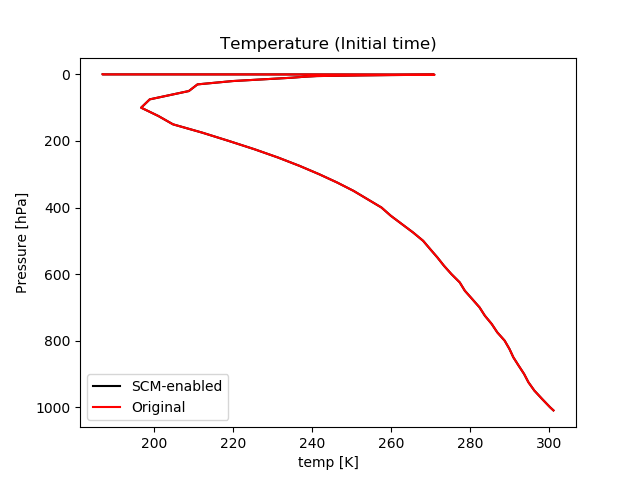 Temperature (Initial time)
0
200
400
600
800
1000
Pressure [hPa]
SCM-enabled
Original
200 220 240 260 280 300
temp [K]